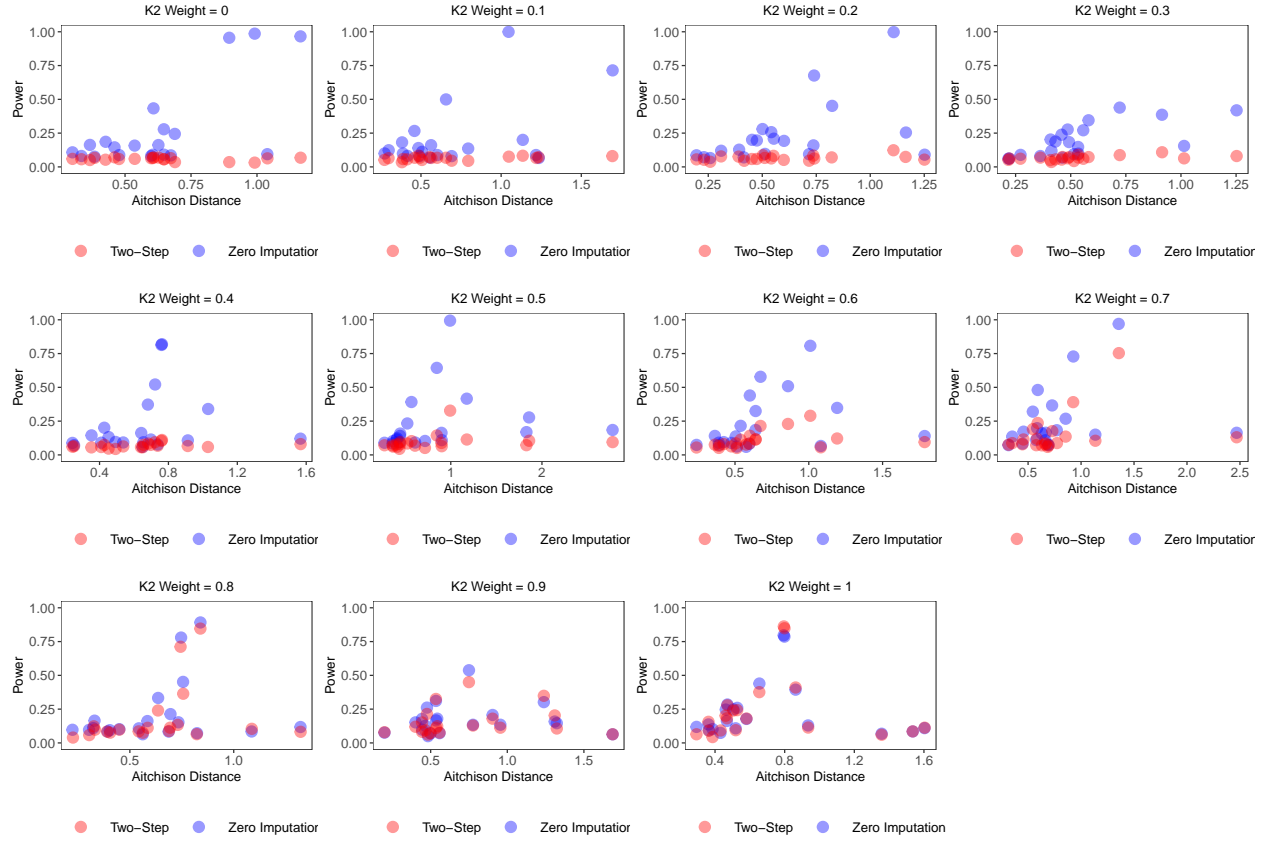 K2 Weight = 0
K2 Weight = 0.1
K2 Weight = 0.2
K2 Weight = 0.3
1.00
0.75
0.50
0.25
0.00
Power
0.50 1.00
Aitchison Distance
1.00
0.75
0.50
0.25
0.00
Power
0.5 1.0 1.5
Aitchison Distance
1.00
0.75
0.50
0.25
0.00
Power
0.25 0.50 0.75 1.00 1.25
Aitchison Distance
1.00
0.75
0.50
0.25
0.00
Power
0.25 0.50 0.75 1.00 1.25
Aitchison Distance
Two−Step Zero Imputation
Two−Step Zero Imputation
Two−Step Zero Imputation
Two−Step Zero Imputation
K2 Weight = 0.4
K2 Weight = 0.5
K2 Weight = 0.6
K2 Weight = 0.7
1.00
0.75
0.50
0.25
0.00
Power
0.4 0.8 1.2 1.6
Aitchison Distance
1.00
0.75
0.50
0.25
0.00
Power
1 2
Aitchison Distance
1.00
0.75
0.50
0.25
0.00
Power
0.5 1.0 1.5
Aitchison Distance
1.00
0.75
0.50
0.25
0.00
Power
0.5 1.0 1.5 2.0 2.5
Aitchison Distance
Two−Step Zero Imputation
Two−Step Zero Imputation
Two−Step Zero Imputation
Two−Step Zero Imputation
K2 Weight = 0.8
K2 Weight = 0.9
K2 Weight = 1
1.00
0.75
0.50
0.25
0.00
Power
0.5 1.0
Aitchison Distance
1.00
0.75
0.50
0.25
0.00
Power
0.5 1.0 1.5
Aitchison Distance
1.00
0.75
0.50
0.25
0.00
Power
0.4 0.8 1.2 1.6
Aitchison Distance
Two−Step Zero Imputation
Two−Step Zero Imputation
Two−Step Zero Imputation